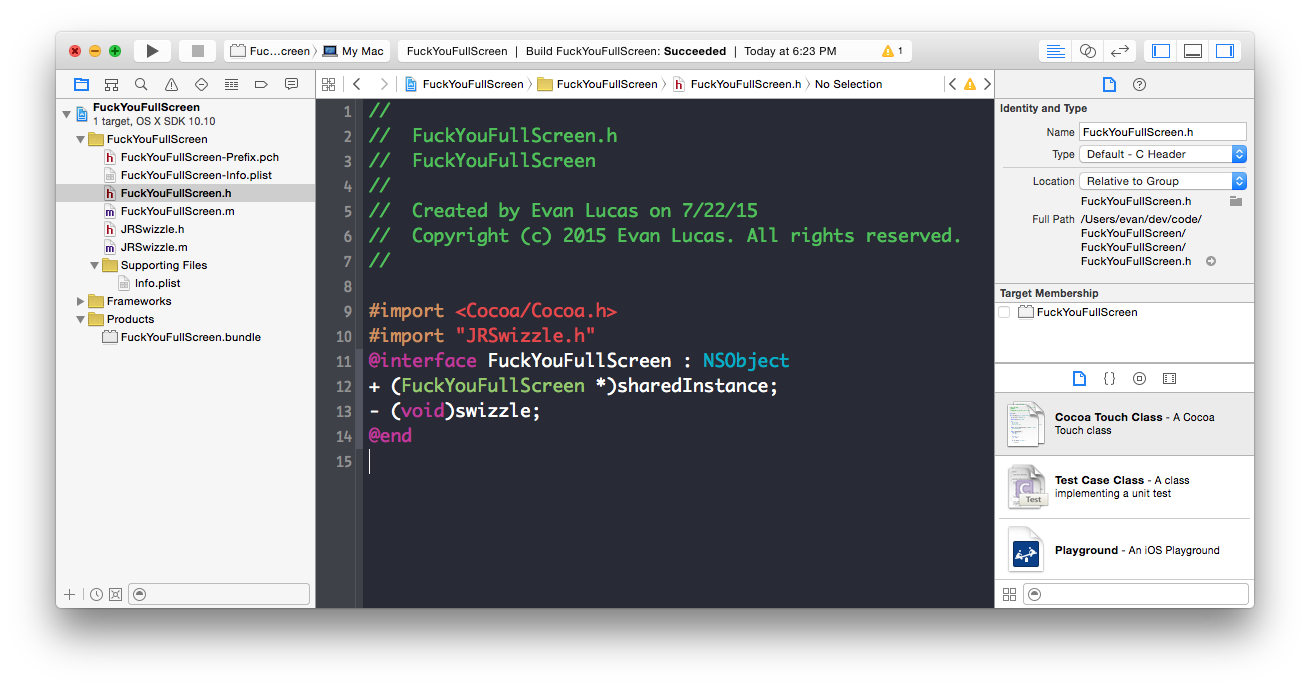 Fuc...creen
My Mac
FuckYouFullScreen | Build FuckYouFullScreen: Succeeded | Today at 6:23 PM
1
FuckYouFullScreen
1 target, OS X SDK 10.10
FuckYouFullScreen
FuckYouFullScreen-Prefix.pch
FuckYouFullScreen-Info.plist
FuckYouFullScreen.h
FuckYouFullScreen.m
JRSwizzle.h
JRSwizzle.m
Supporting Files
Info.plist
Frameworks
Products
FuckYouFullScreen.bundle
FuckYouFullScreen
FuckYouFullScreen
FuckYouFullScreen.h
No Selection
1 //
2 //  FuckYouFullScreen.h
3 //  FuckYouFullScreen
4 //
5 //  Created by Evan Lucas on 7/22/15
6 //  Copyright (c) 2015 Evan Lucas. All rights reserved.
7 //
8
9 #import <Cocoa/Cocoa.h>
10 #import "JRSwizzle.h"
11 @interface FuckYouFullScreen : NSObject
12 + (FuckYouFullScreen *)sharedInstance;
13 - (void)swizzle;
14 @end
15
Identity and Type
Name FuckYouFullScreen.h
Type Default - C Header
Location Relative to Group
FuckYouFullScreen.h
Full Path /Users/evan/dev/code/
FuckYouFullScreen/
FuckYouFullScreen/
FuckYouFullScreen.h
Target Membership
FuckYouFullScreen
Cocoa Touch Class - A Cocoa
Touch class
Test
Test Case Class - A class
implementing a unit test
Playground - An iOS Playground